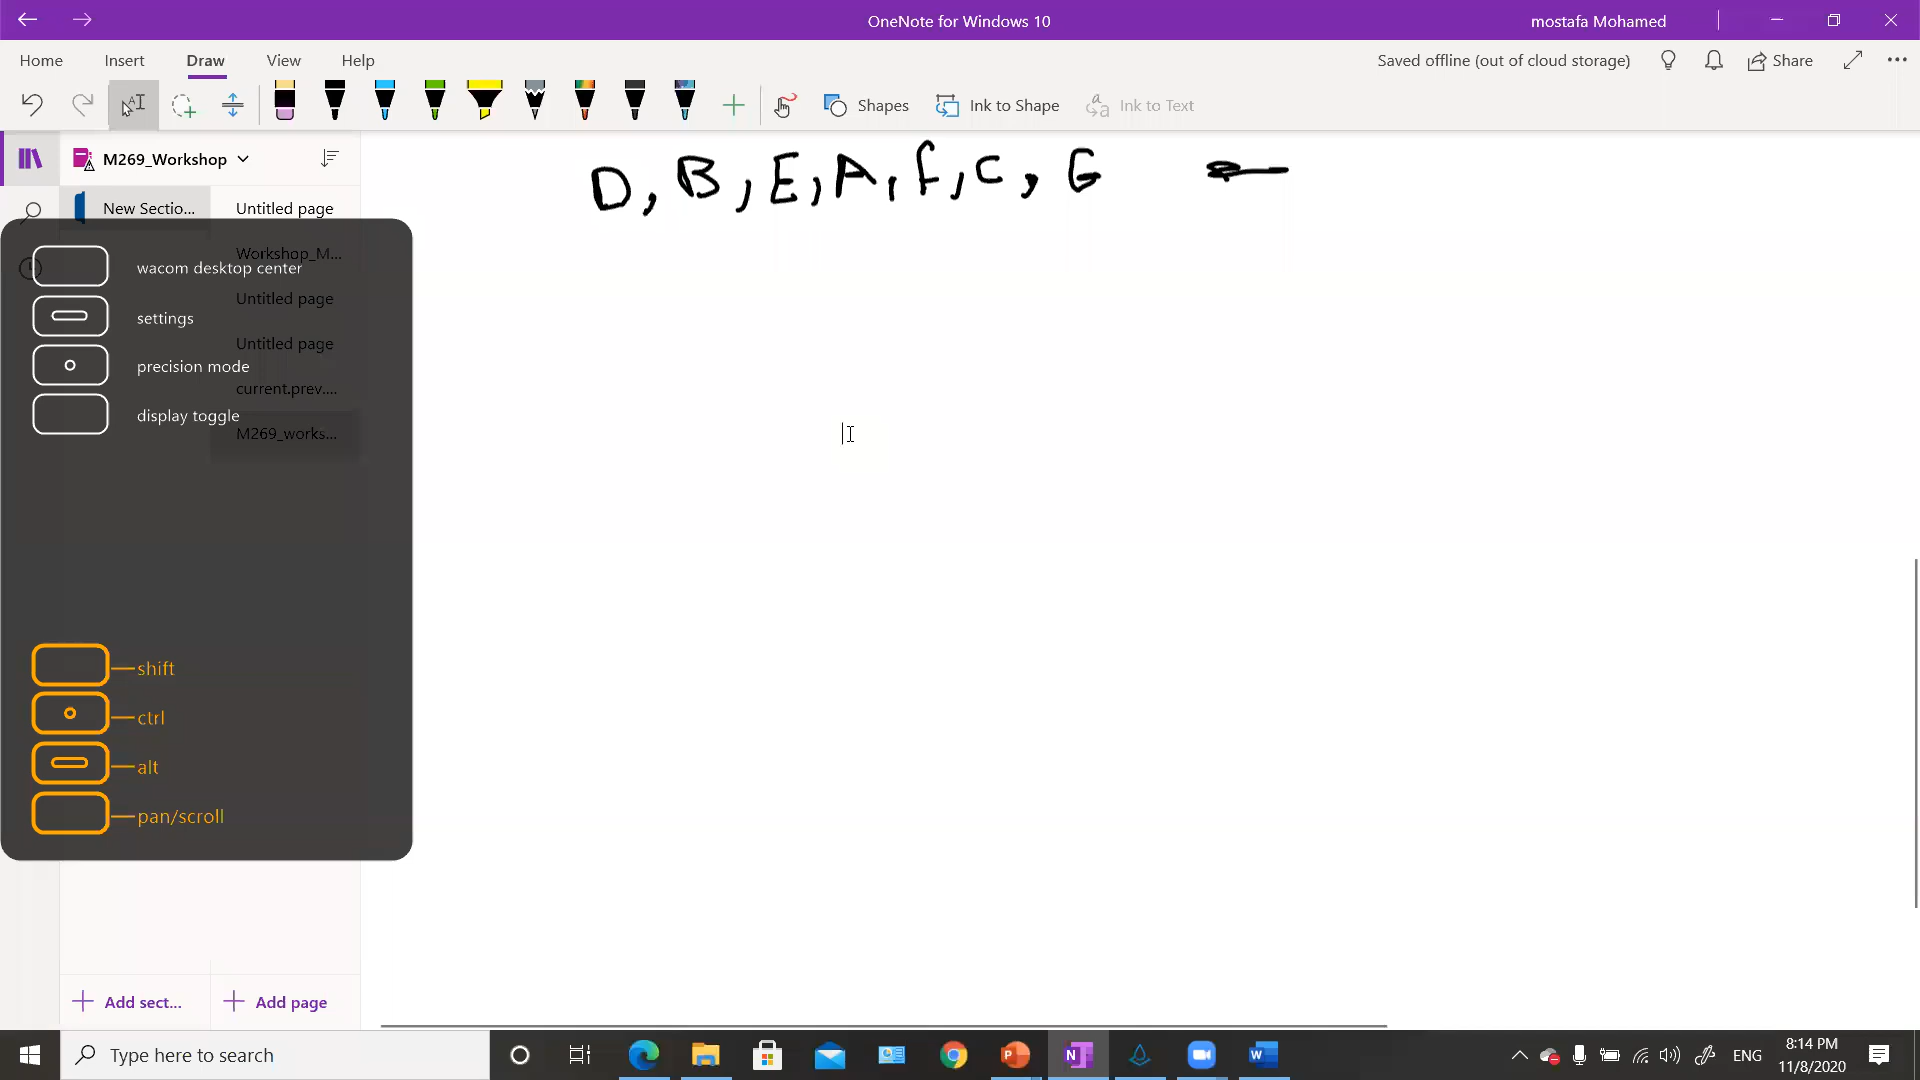 OneNote for Windows 10
mostafa Mohamed
Home Insert Draw View Help
Saved offline (out of cloud storage)
Share
Shapes
Ink to Shape
Ink to Text
M269_Workshop
New Sectio...
Untitled page
Workshop_M...
Untitled page
Untitled page
current.prev....
M269_works...
wacom desktop center
settings
precision mode
display toggle
shift
ctrl
alt
pan/scroll
D, B, E, A, F, C, G
Add sect...
Add page
Type here to search
ENG
8:14 PM
11/8/2020